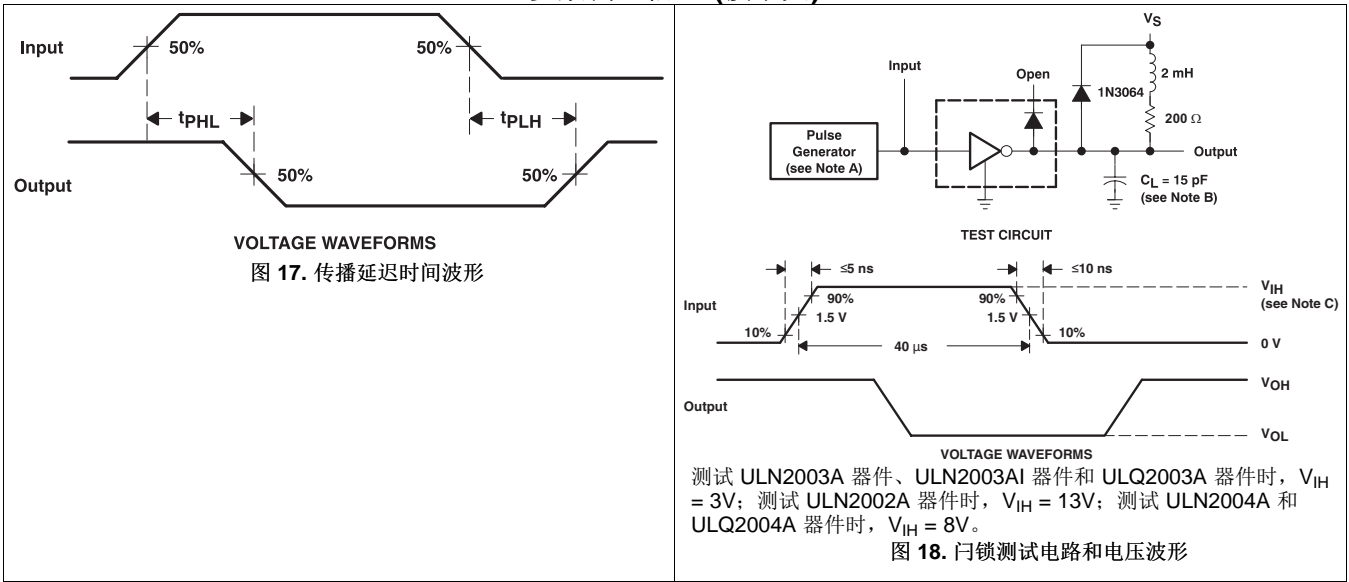 Input
50%
50%
tPHL
tPLH
Output
50%
50%
VOLTAGE WAVEFORMS
图 17. 传播延迟时间波形
VS
Input
Open
2 mH
1N3064
200 Ω
Pulse
Generator
(see Note A)
Output
CL = 15 pF
(see Note B)
TEST CIRCUIT
≤5 ns
≤10 ns
VIH
(see Note C)
Input
90%
90%
1.5 V
1.5 V
10%
10%
40 μs
0 V
VOH
Output
VOL
VOLTAGE WAVEFORMS
测试 ULN2003A 器件、ULN2003AI 器件和 ULQ2003A 器件时，VIH
= 3V；测试 ULN2002A 器件时，VIH = 13V；测试 ULN2004A 和
ULQ2004A 器件时，VIH = 8V。
图 18. 闩锁测试电路和电压波形